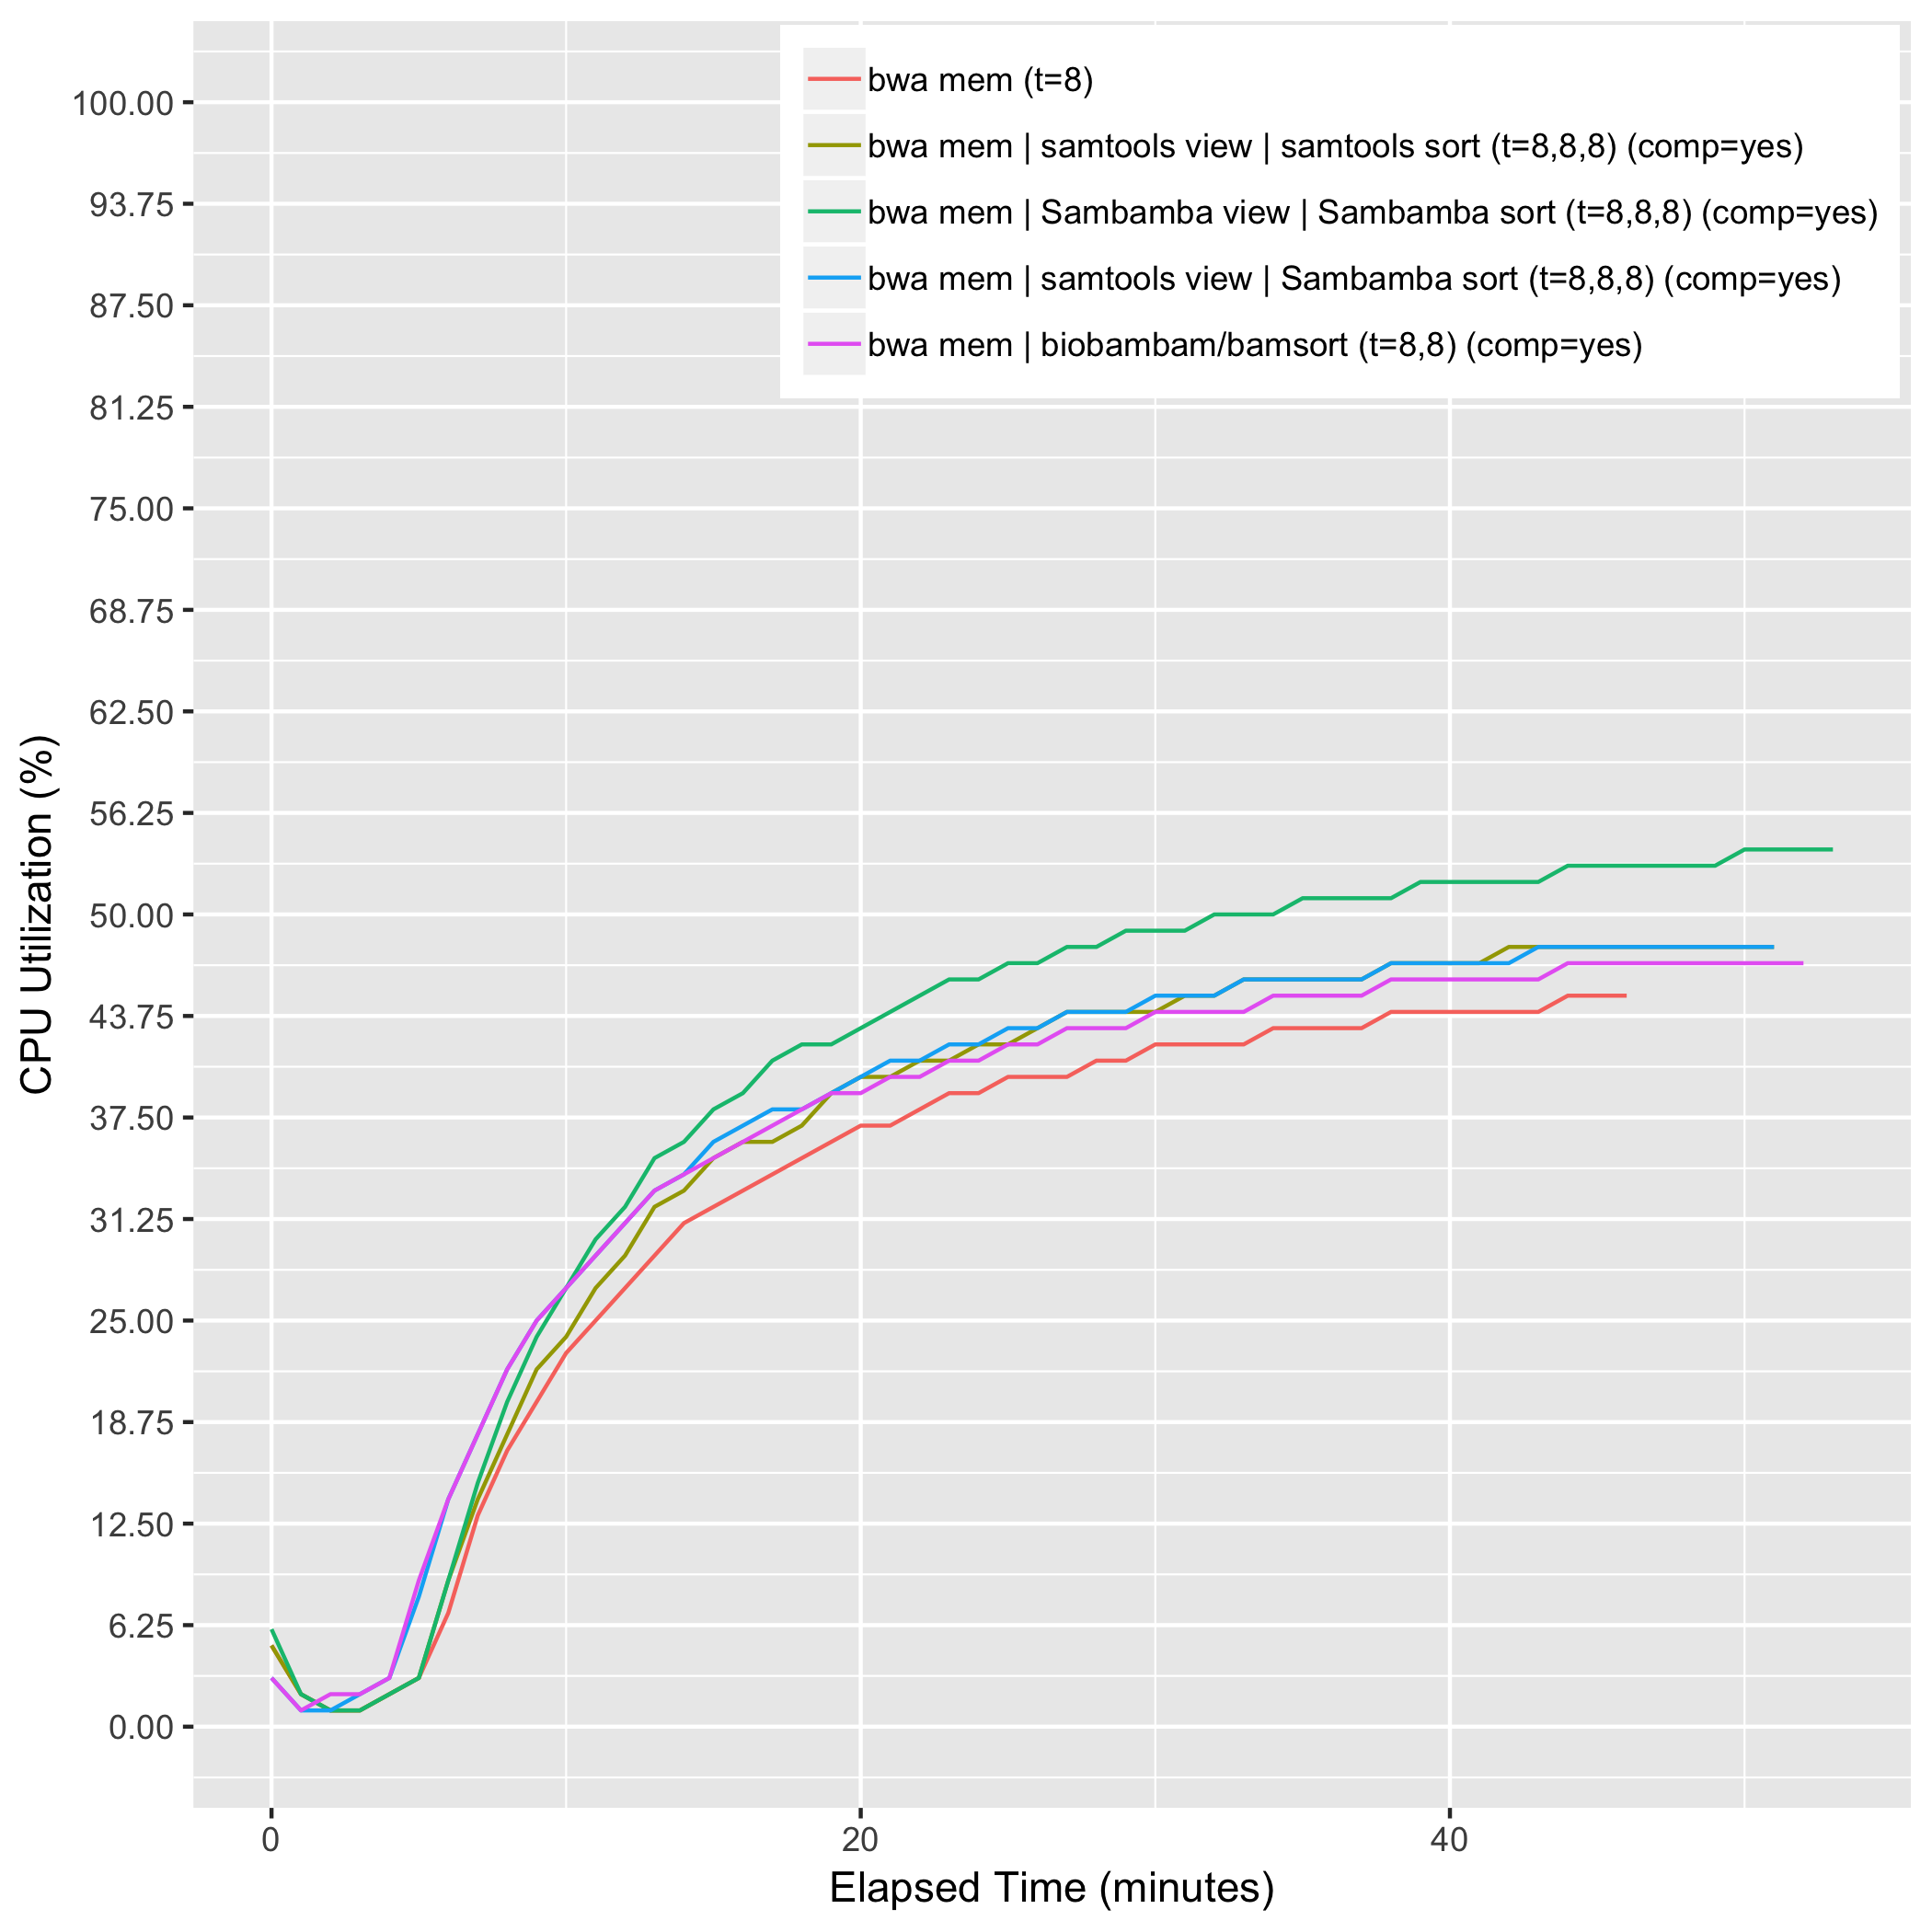 bwa mem (t=8)
bwa mem | samtools view | samtools sort (t=8,8,8) (comp=yes)
bwa mem | Sambamba view | Sambamba sort (t=8,8,8) (comp=yes)
bwa mem | samtools view | Sambamba sort (t=8,8,8) (comp=yes)
bwa mem | biobambam/bamsort (t=8,8) (comp=yes)
100.00
93.75
87.50
81.25
75.00
68.75
62.50
56.25
50.00
43.75
37.50
31.25
25.00
18.75
12.50
6.25
0.00
CPU Utilization (%)
0 20 40
Elapsed Time (minutes)